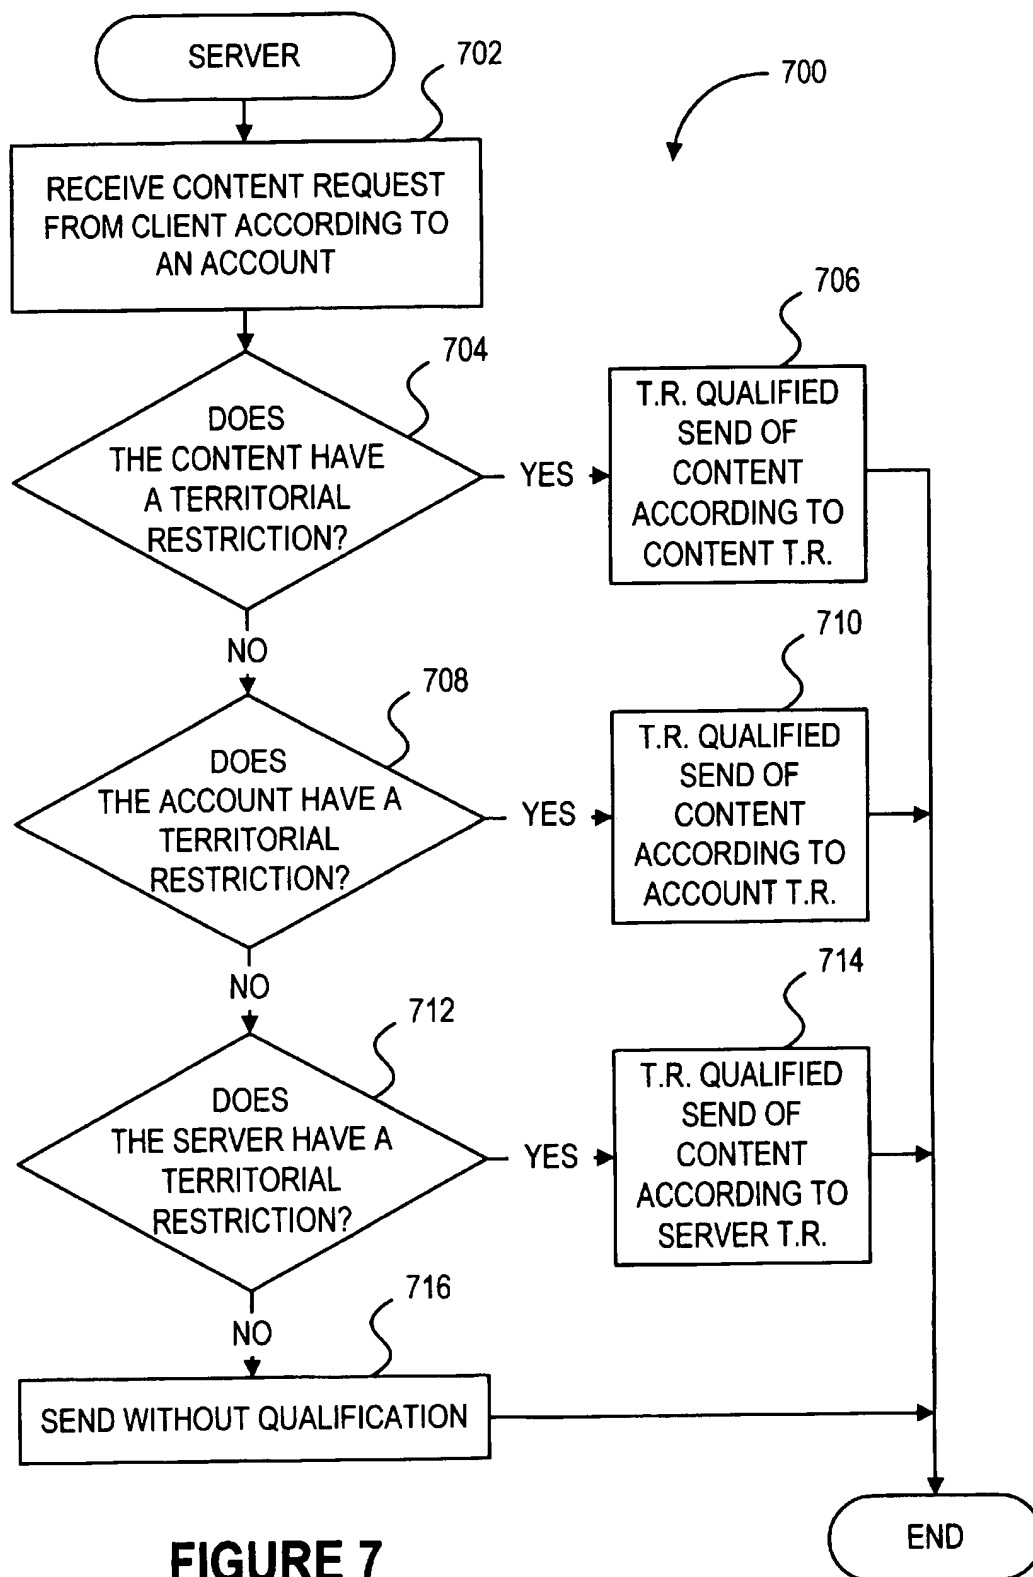 SERVER
702
700
RECEIVE CONTENT REQUEST
FROM CLIENT ACCORDING TO
AN ACCOUNT
704
DOES
THE CONTENT HAVE
A TERRITORIAL
RESTRICTION?
YES
706
T.R. QUALIFIED
SEND OF
CONTENT
ACCORDING TO
CONTENT T.R.
NO
708
DOES
THE ACCOUNT HAVE A
TERRITORIAL
RESTRICTION?
YES
710
T.R. QUALIFIED
SEND OF
CONTENT
ACCORDING TO
ACCOUNT T.R.
NO
712
DOES
THE SERVER HAVE A
TERRITORIAL
RESTRICTION?
YES
714
T.R. QUALIFIED
SEND OF
CONTENT
ACCORDING TO
SERVER T.R.
NO
716
SEND WITHOUT QUALIFICATION
END
FIGURE 7